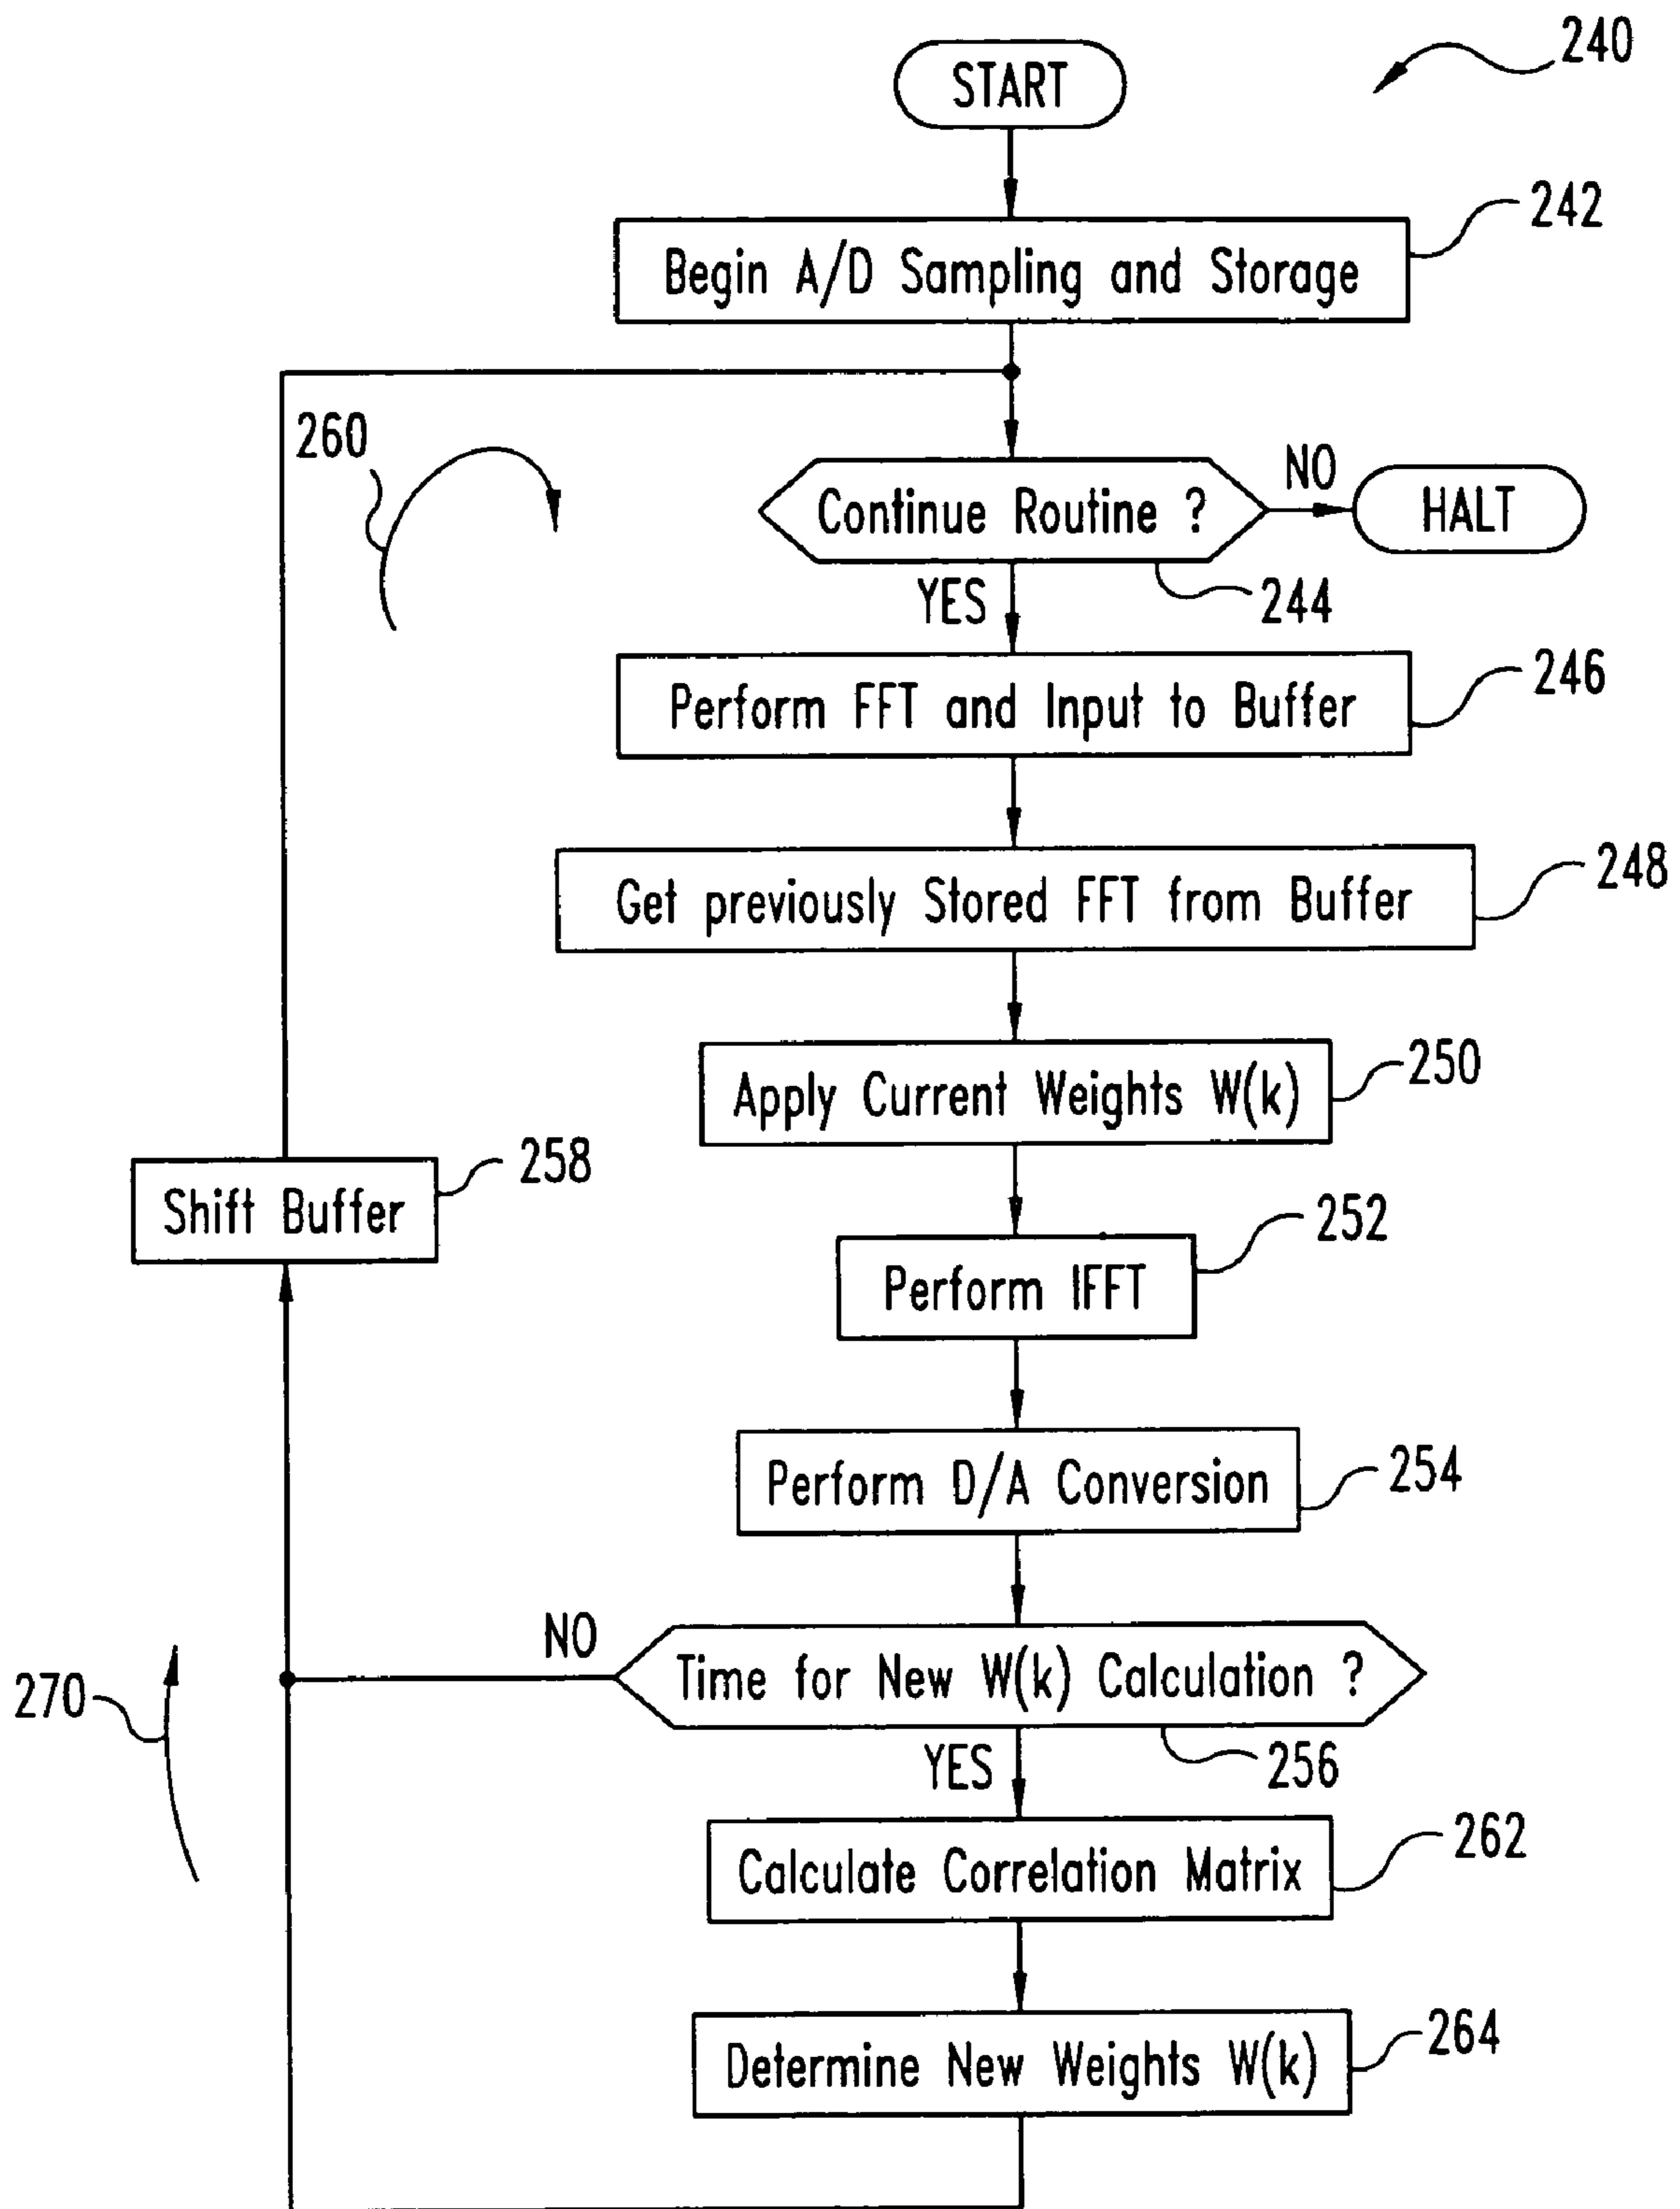 240
START
242
Begin A/D Sampling and Storage
260
Continue Routine ?
NO
HALT
YES
244
246
Perform FFT and Input to Buffer
248
Get previously Stored FFT from Buffer
250
Apply Current Weights W(k)
258
Shift Buffer
252
Perform IFFT
254
Perform D/A Conversion
NO
Time for New W(k) Calculation ?
270
YES
256
262
Calculate Correlation Matrix
264
Determine New Weights W(k)